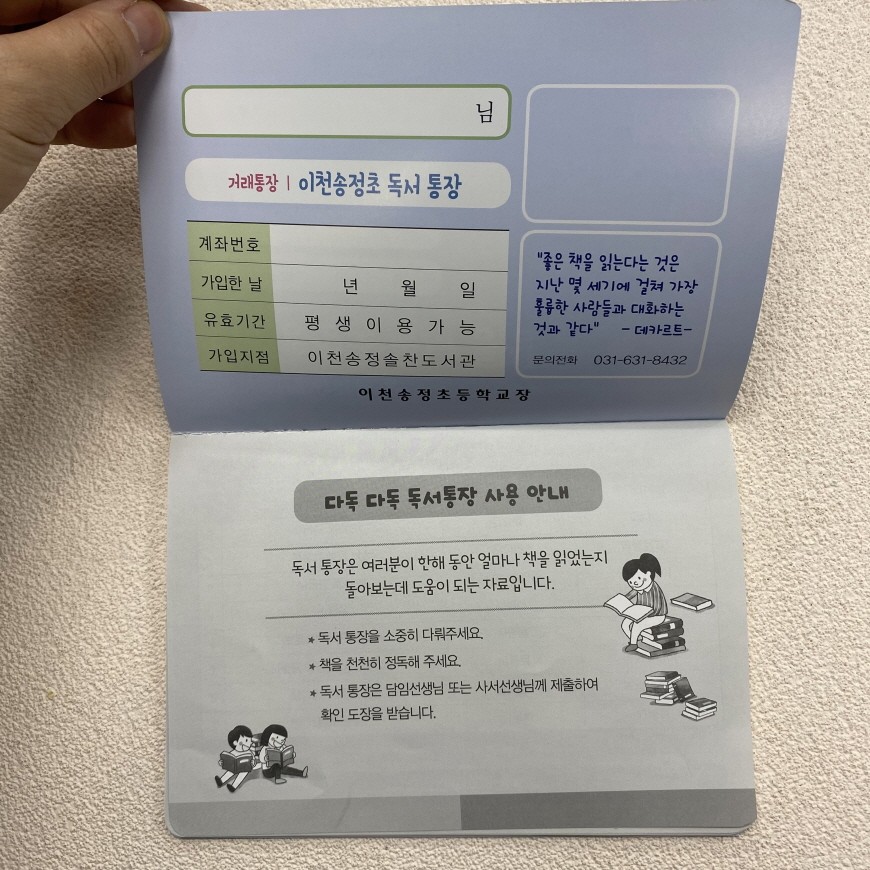 님
거래통장 | 이천송정초 독서 통장
계좌번호
가입한 날 년 월 일
유효기간 평 생 이 용 가 능
가입지점 이천송정솔찬도서관
"좋은 책을 읽는다는 것은
지난 몇 세기에 걸쳐 가장
훌륭한 사람들과 대화하는
것과 같다" - 데카르트-
문의전화 031-631-8432
이천송정초등학교장
다독 다독 독서통장 사용 안내
독서 통장은 여러분이 한해 동안 얼마나 책을 읽었는지
돌아보는데 도움이 되는 자료입니다.
★ 독서 통장을 소중히 다뤄주세요.
★ 책을 천천히 정독해 주세요.
★ 독서 통장은 담임선생님 또는 사서선생님께 제출하여
확인 도장을 받습니다.